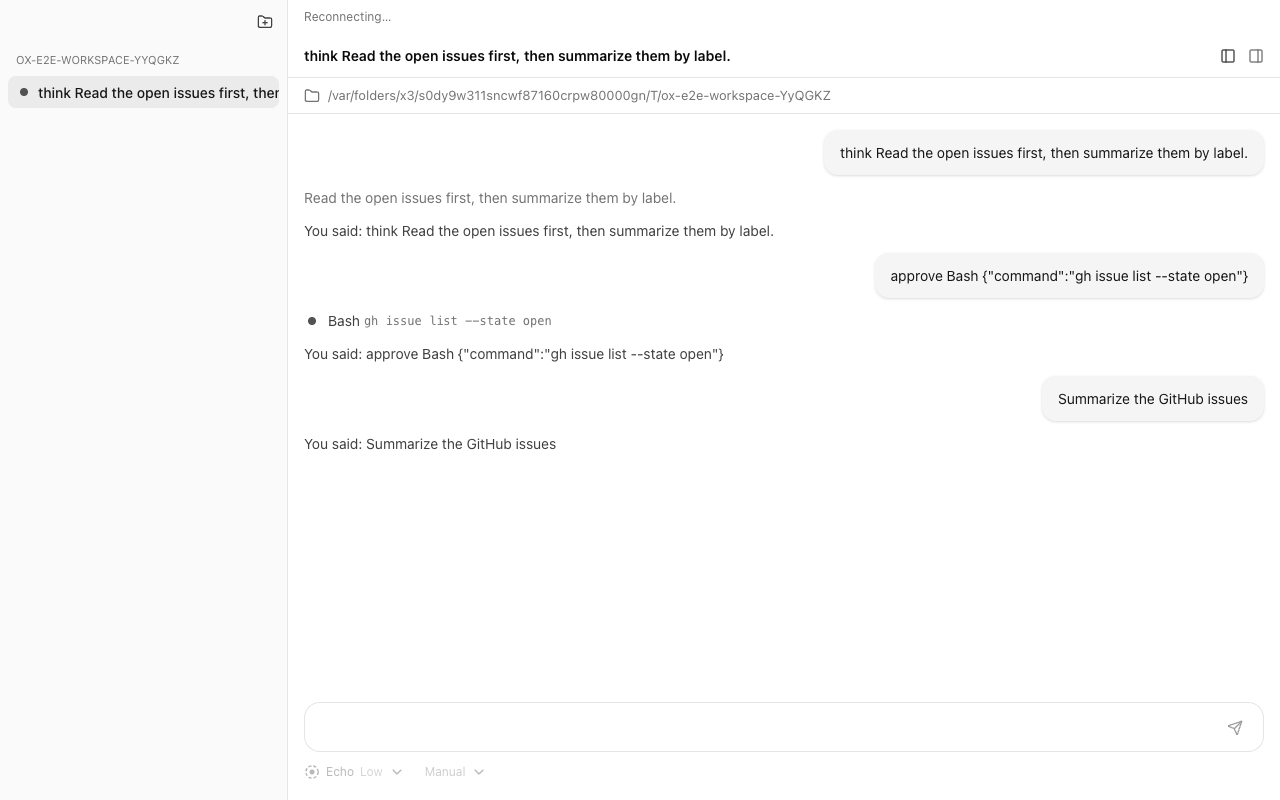 Reconnecting...
think Read the open issues first, then summarize them by label.
OX-E2E-WORKSPACE-YYQGKZ
think Read the open issues first, ther
/var/folders/x3/s0dy9w311sncwf87160crpw80000gn/T/ox-e2e-workspace-YyQGKZ
think Read the open issues first, then summarize them by label.
Read the open issues first, then summarize them by label.
You said: think Read the open issues first, then summarize them by label.
approve Bash {"command":"gh issue list --state open"}
Bash gh issue list --state open
You said: approve Bash {"command":"gh issue list --state open"}
Summarize the GitHub issues
You said: Summarize the GitHub issues
Echo Low Manual